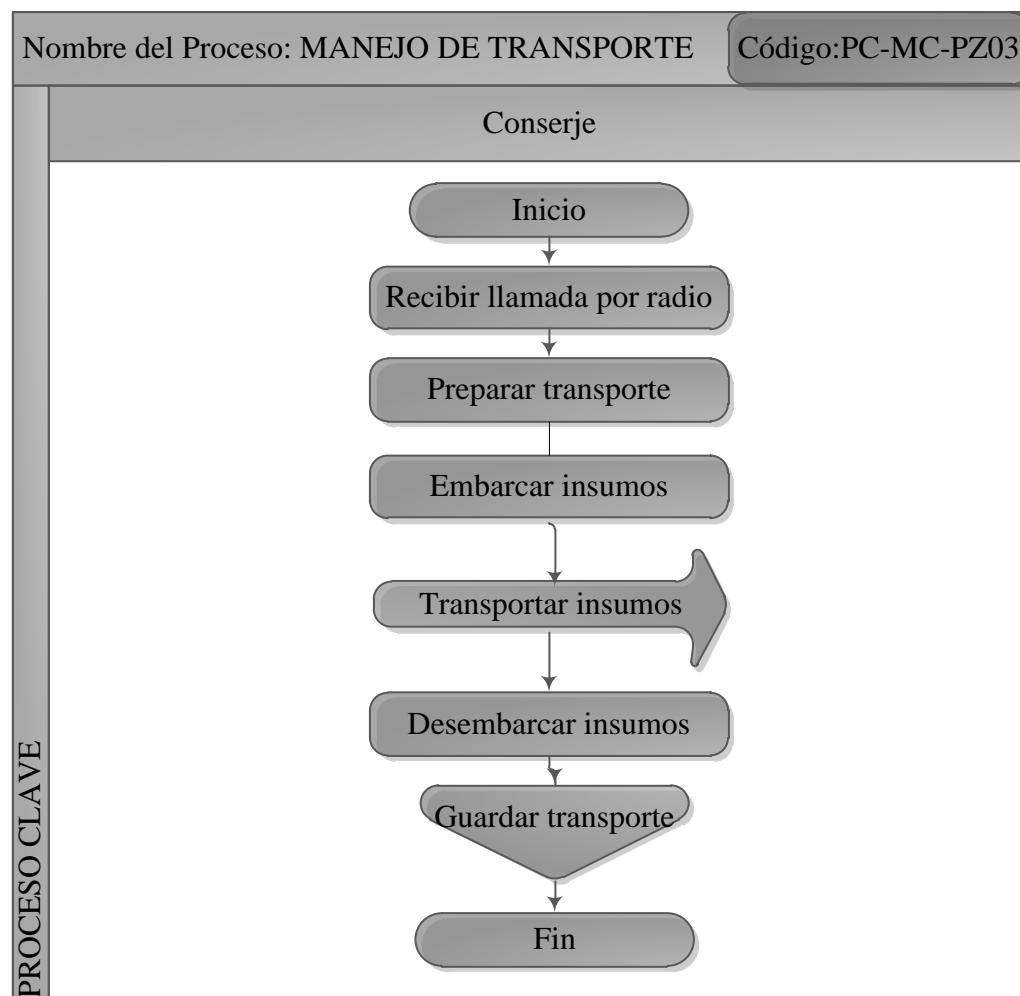 Nombre del Proceso: MANEJO DE TRANSPORTE
Código:PC-MC-PZ03
Conserje
Inicio
Recibir llamada por radio
Preparar transporte
Embarcar insumos
Transportar insumos
Desembarcar insumos
Guardar transporte
Fin
PROCESO CLAVE